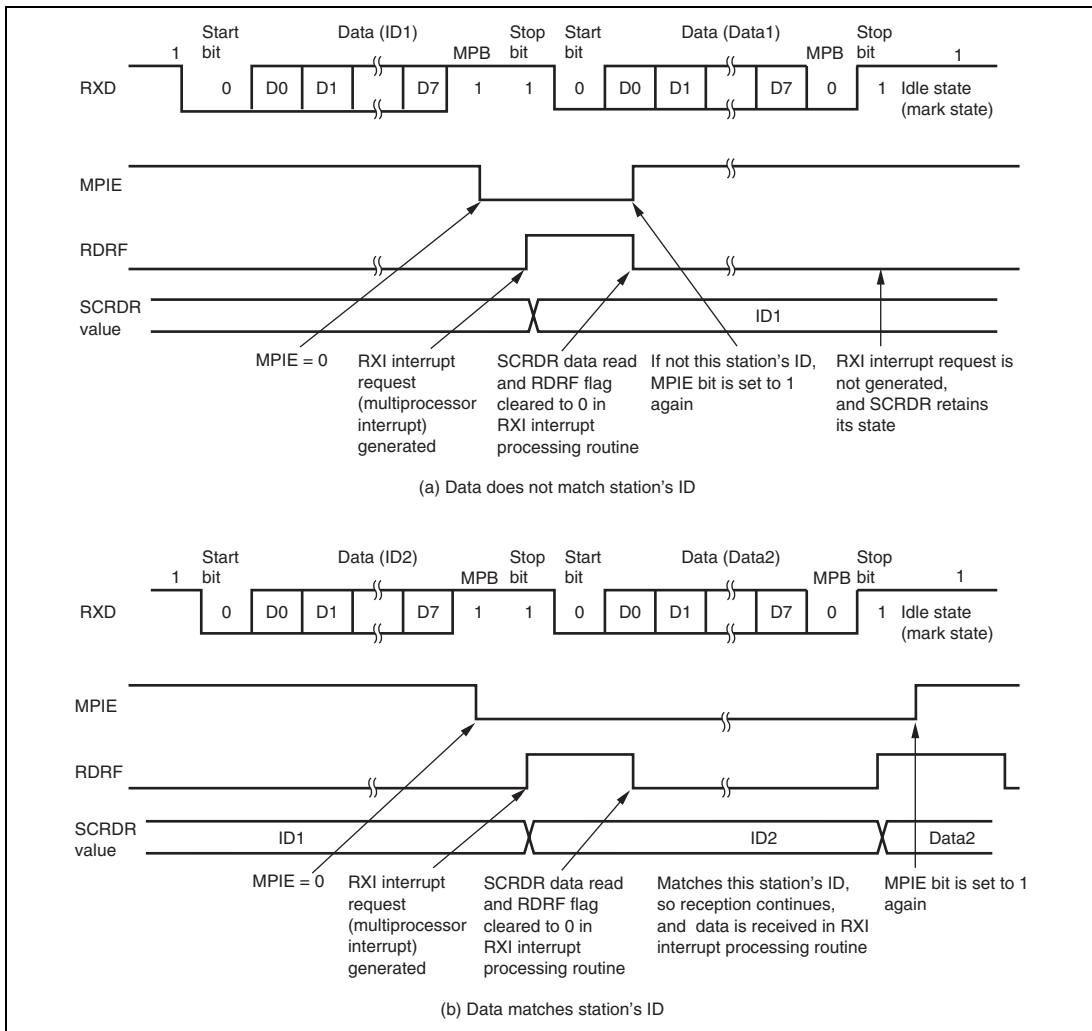 Start bit Data (ID1) MPB Stop bit Start bit Data (Data1) MPB Stop bit
1 1
RXD 0 D0 D1 D7 1 1 0 D0 D1 D7 0 1 Idle state (mark state)
MPIE
RDRF
SCRDR value ID1
MPIE = 0
RXI interrupt request (multiprocessor interrupt) generated
SCRDR data read and RDRF flag cleared to 0 in RXI interrupt processing routine
If not this station's ID, MPIE bit is set to 1 again
RXI interrupt request is not generated, and SCRDR retains its state
(a) Data does not match station's ID
Start bit Data (ID2) MPB Stop bit Start bit Data (Data2) MPB Stop bit
1 1
RXD 0 D0 D1 D7 1 1 0 D0 D1 D7 0 1 Idle state (mark state)
MPIE
RDRF
SCRDR value ID1 ID2 Data2
MPIE = 0
RXI interrupt request (multiprocessor interrupt) generated
SCRDR data read and RDRF flag cleared to 0 in RXI interrupt processing routine
Matches this station's ID, so reception continues, and data is received in RXI interrupt processing routine
MPIE bit is set to 1 again
(b) Data matches station's ID